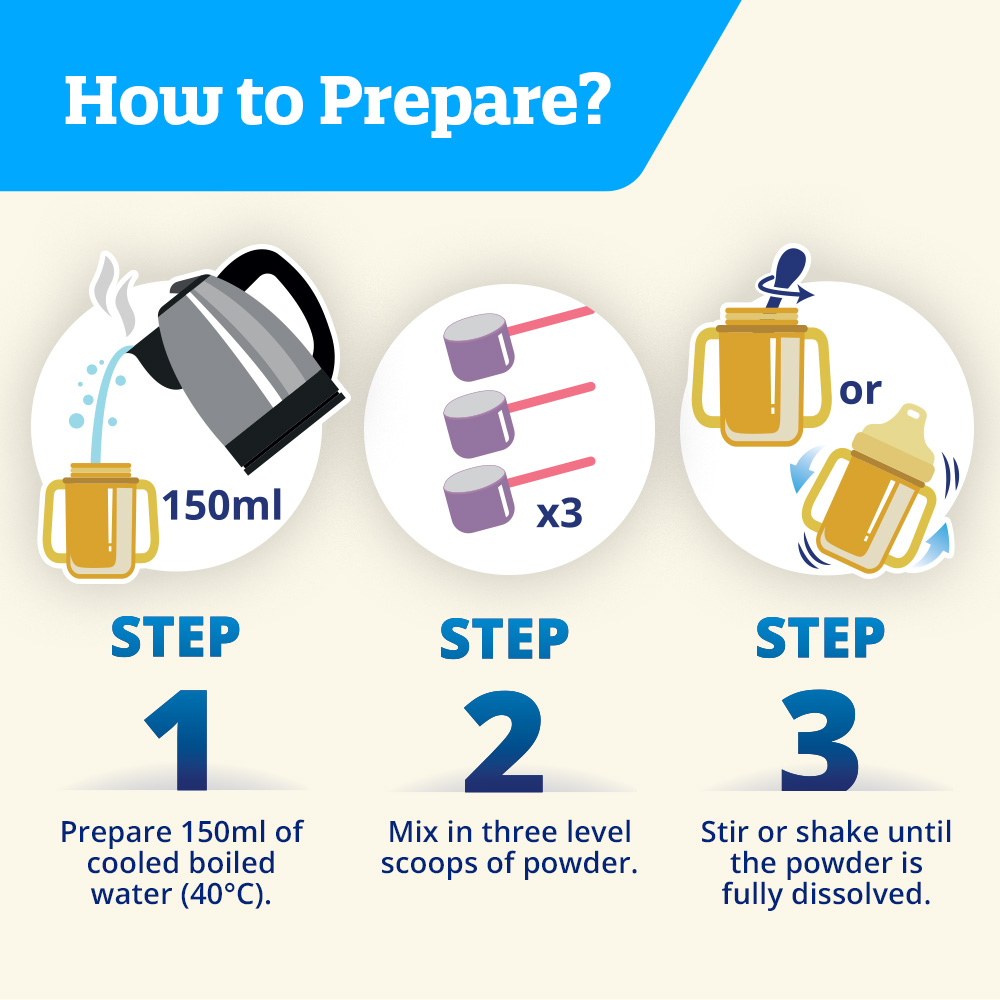 How to Prepare?
150ml
x3
or
STEP
1
Prepare 150ml of
cooled boiled
water (40°C).
STEP
2
Mix in three level
scoops of powder.
STEP
3
Stir or shake until
the powder is
fully dissolved.